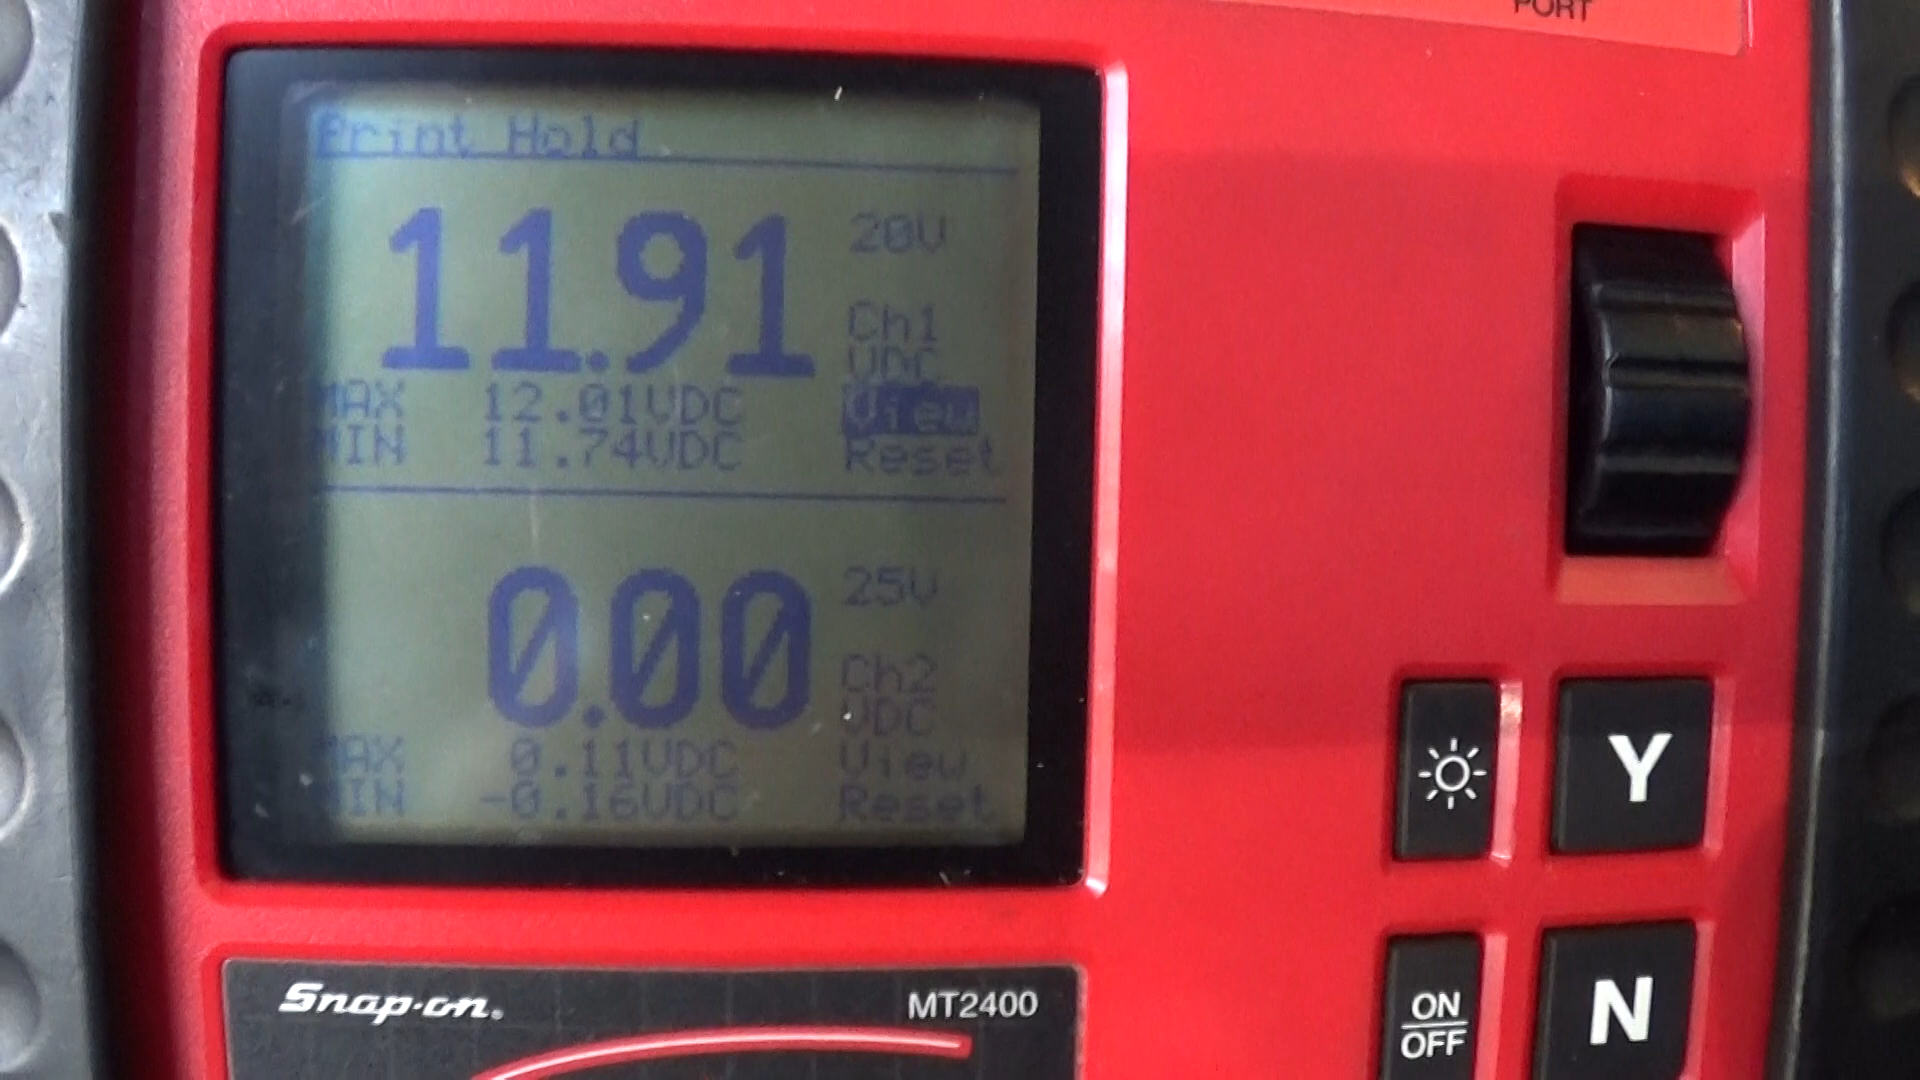 PORT
Print Hold
11.91 20V
Ch1
VDC
MAX 12.01VDC View
MIN 11.74VDC Reset
0.00 25V
Ch2
VDC
MAX 0.11VDC View
MIN -0.16VDC Reset
Y
Snap-on® MT2400
ON
OFF
N